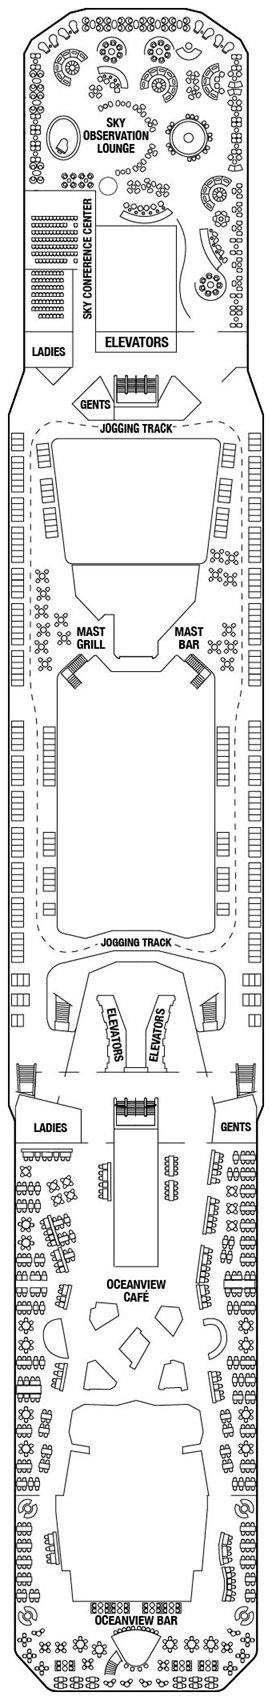 SKY
OBSERVATION
LOUNGE
SKY CONFERENCE CENTER
ELEVATORS
LADIES
GENTS
JOGGING TRACK
MAST
GRILL
MAST
BAR
JOGGING TRACK
ELEVATORS
ELEVATORS
LADIES
GENTS
OCEANVIEW
CAFÉ
OCEANVIEW BAR